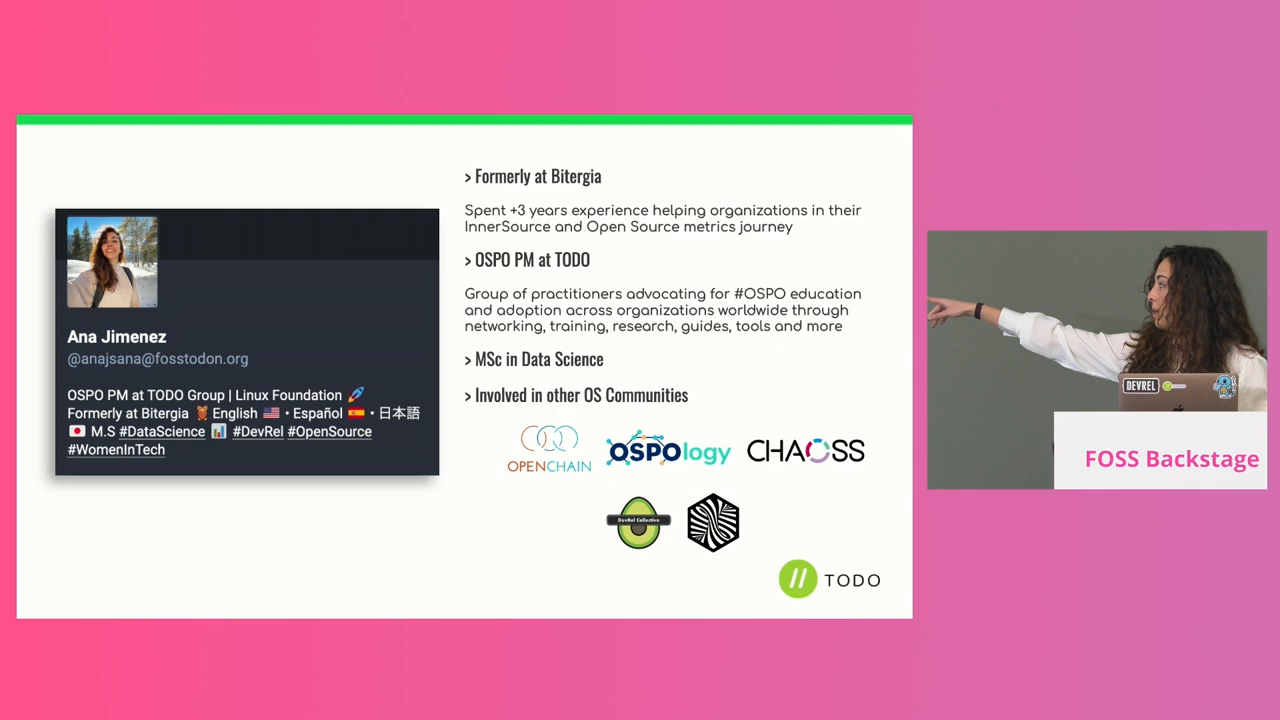 > Formerly at Bitergia
Spent +3 years experience helping organizations in their
InnerSource and Open Source metrics journey
> OSPO PM at TODO
Group of practitioners advocating for #OSPO education
and adoption across organizations worldwide through
networking, training, research, guides, tools and more
> MSc in Data Science
> Involved in other OS Communities
Ana Jimenez
@anajsana@fosstodon.org
OSPO PM at TODO Group | Linux Foundation 🚀
Formerly at Bitergia 🦉 English 🇺🇸 • Español 🇪🇸 • 日本語
🇯🇵 M.S #DataScience 📊 #DevRel #OpenSource
#WomenInTech
OPENCHAIN
OSPOlogy
CHAOSS
DevRel Collective
// TODO
DEVREL
FOSS Backstage